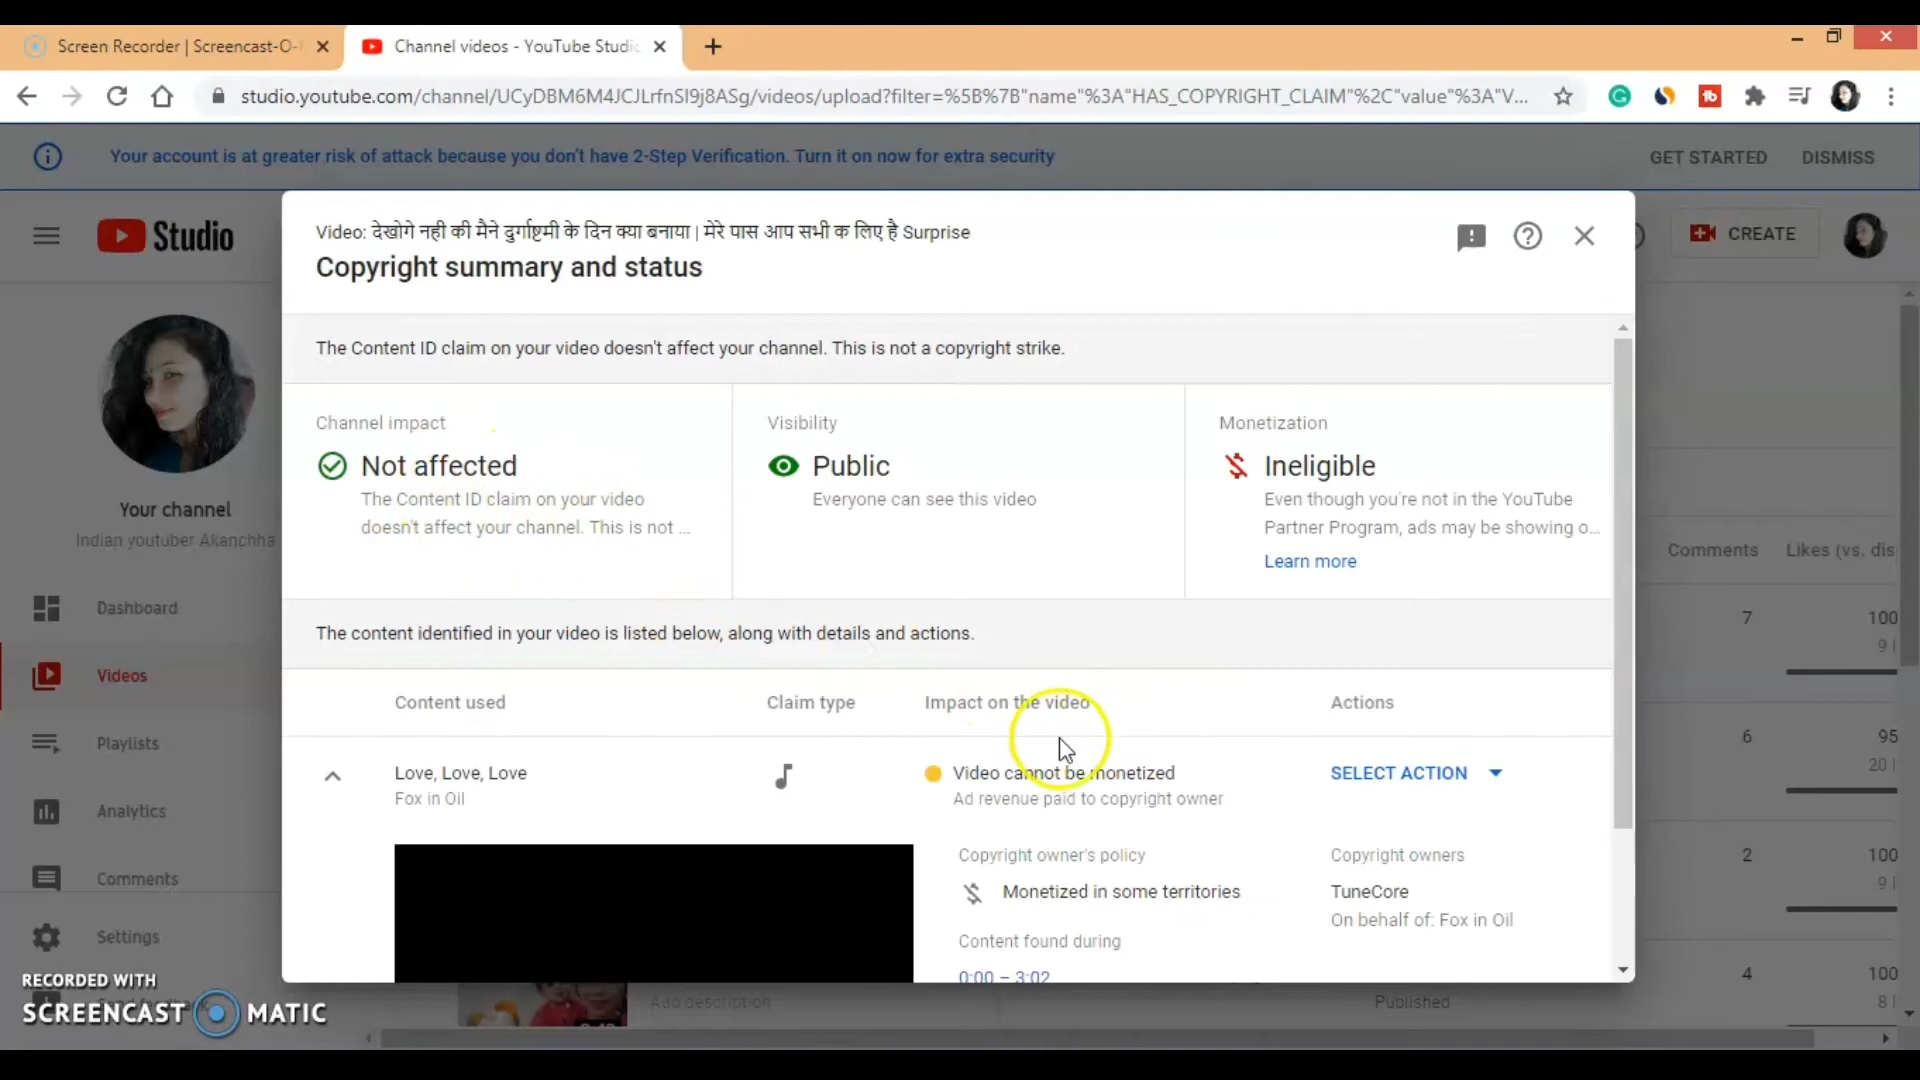 Screen Recorder | Screencast-O-
Channel videos - YouTube Studio
studio.youtube.com/channel/UCyDBM6M4JCJLrfnSI9j8ASg/videos/upload?filter=%5B%7B"name"%3A"HAS_COPYRIGHT_CLAIM"%2C"value"%3A"V...
Your account is at greater risk of attack because you don't have 2-Step Verification. Turn it on now for extra security
GET STARTED
DISMISS
Studio
CREATE
Video: देखोगे नही की मैने दुर्गाष्टमी के दिन क्या बनाया | मेरे पास आप सभी क लिए है Surprise
Copyright summary and status
The Content ID claim on your video doesn't affect your channel. This is not a copyright strike.
Channel impact
Not affected
The Content ID claim on your video
doesn't affect your channel. This is not ...
Visibility
Public
Everyone can see this video
Monetization
Ineligible
Even though you're not in the YouTube
Partner Program, ads may be showing o...
Learn more
Your channel
Indian youtuber Akanchha
Dashboard
Videos
Playlists
Analytics
Comments
Settings
The content identified in your video is listed below, along with details and actions.
Content used
Claim type
Impact on the video
Actions
Love, Love, Love
Fox in Oil
Video cannot be monetized
Ad revenue paid to copyright owner
SELECT ACTION
Copyright owner's policy
Monetized in some territories
Copyright owners
TuneCore
On behalf of: Fox in Oil
Content found during
0:00 – 3:02
Comments
Likes (vs. dis
7
100
9 l
6
95
20 l
2
100
9 l
4
100
8 l
Add description
Published
RECORDED WITH
SCREENCAST MATIC